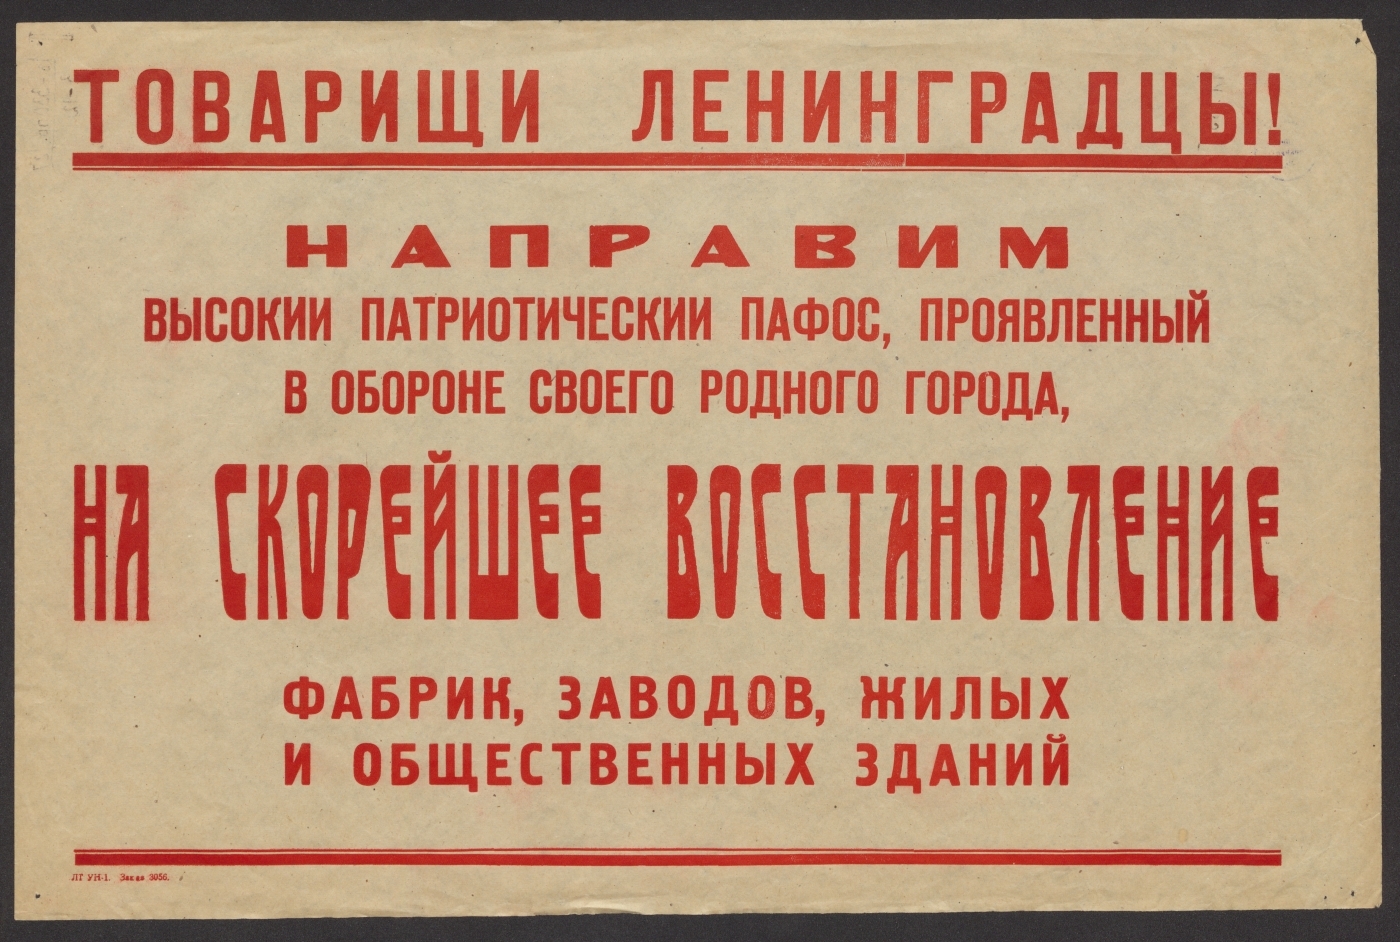 ТОВАРИЩИ ЛЕНИНГРАДЦЫ!
НАПРАВИМ
ВЫСОКИИ ПАТРИОТИЧЕСКИИ ПАФОС, ПРОЯВЛЕННЫЙ
В ОБОРОНЕ СВОЕГО РОДНОГО ГОРОДА,
НА СКОРЕЙШЕЕ ВОССТАНОВЛЕНИЕ
ФАБРИК, ЗАВОДОВ, ЖИЛЫХ
И ОБЩЕСТВЕННЫХ ЗДАНИЙ
ЛГ УН-1. Заказ 3056.